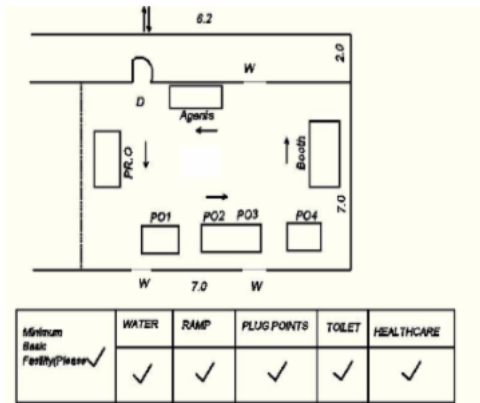 6.2
2.0
W
D
Agents
PR.O
Booth
7.0
PO1 PO2 PO3 PO4
W 7.0 W
Minimum
Basic
Facility(Please ✓
WATER RAMP PLUG POINTS TOILET HEALTHCARE
✓ ✓ ✓ ✓ ✓